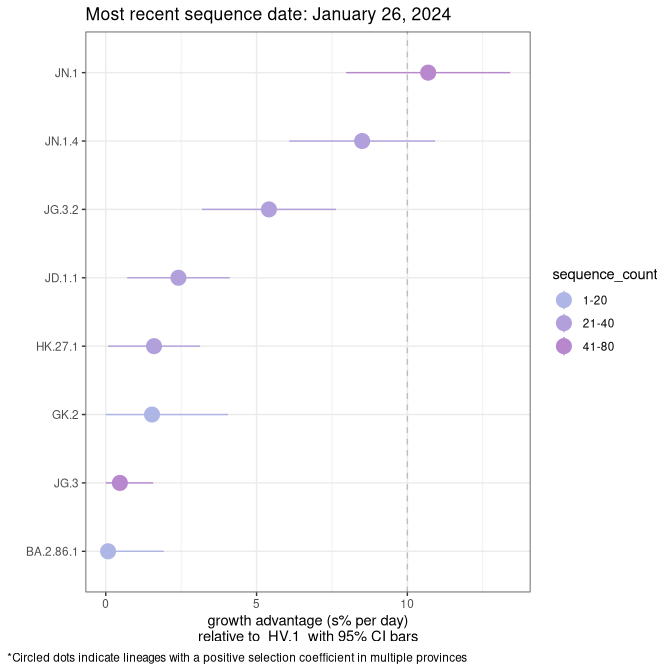 Most recent sequence date: January 26, 2024
JN.1
JN.1.4
JG.3.2
JD.1.1
HK.27.1
GK.2
JG.3
BA.2.86.1
0 5 10
growth advantage (s% per day)
relative to HV.1 with 95% CI bars
sequence_count
1-20
21-40
41-80
*Circled dots indicate lineages with a positive selection coefficient in multiple provinces